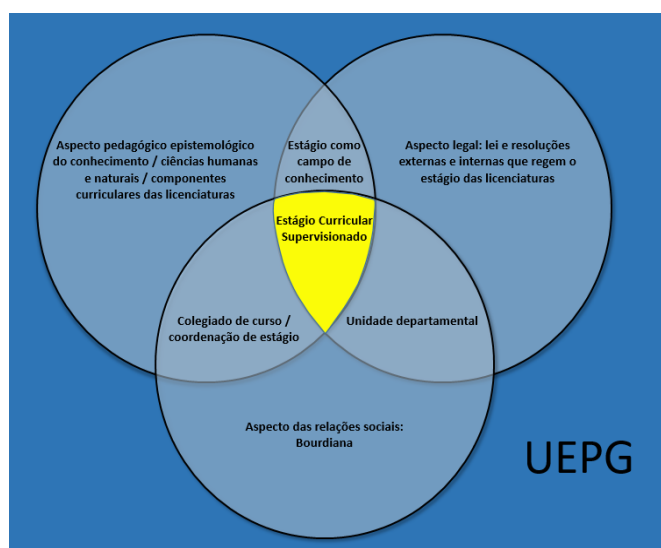 Aspecto pedagógico epistemológico
do conhecimento / ciências humanas
e naturais / componentes
curriculares das licenciaturas
Estágio como
campo de
conhecimento
Aspecto legal: lei e resoluções
externas e internas que regem o
estágio das licenciaturas
Estágio Curricular
Supervisionado
Colegiado de curso /
coordenação de estágio
Unidade departamental
Aspecto das relações sociais:
Bourdiana
UEPG